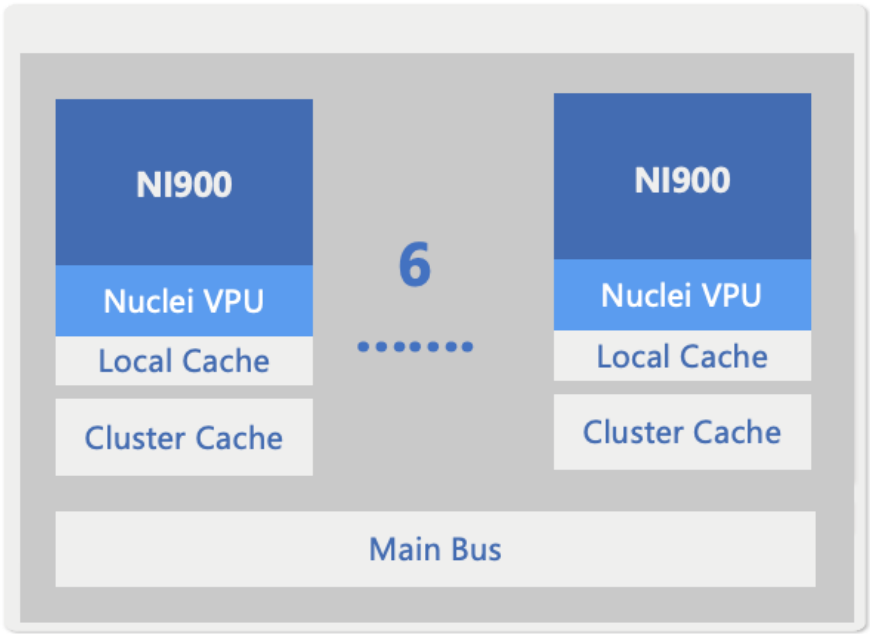 NI900
Nuclei VPU
Local Cache
Cluster Cache
6
.......
NI900
Nuclei VPU
Local Cache
Cluster Cache
Main Bus